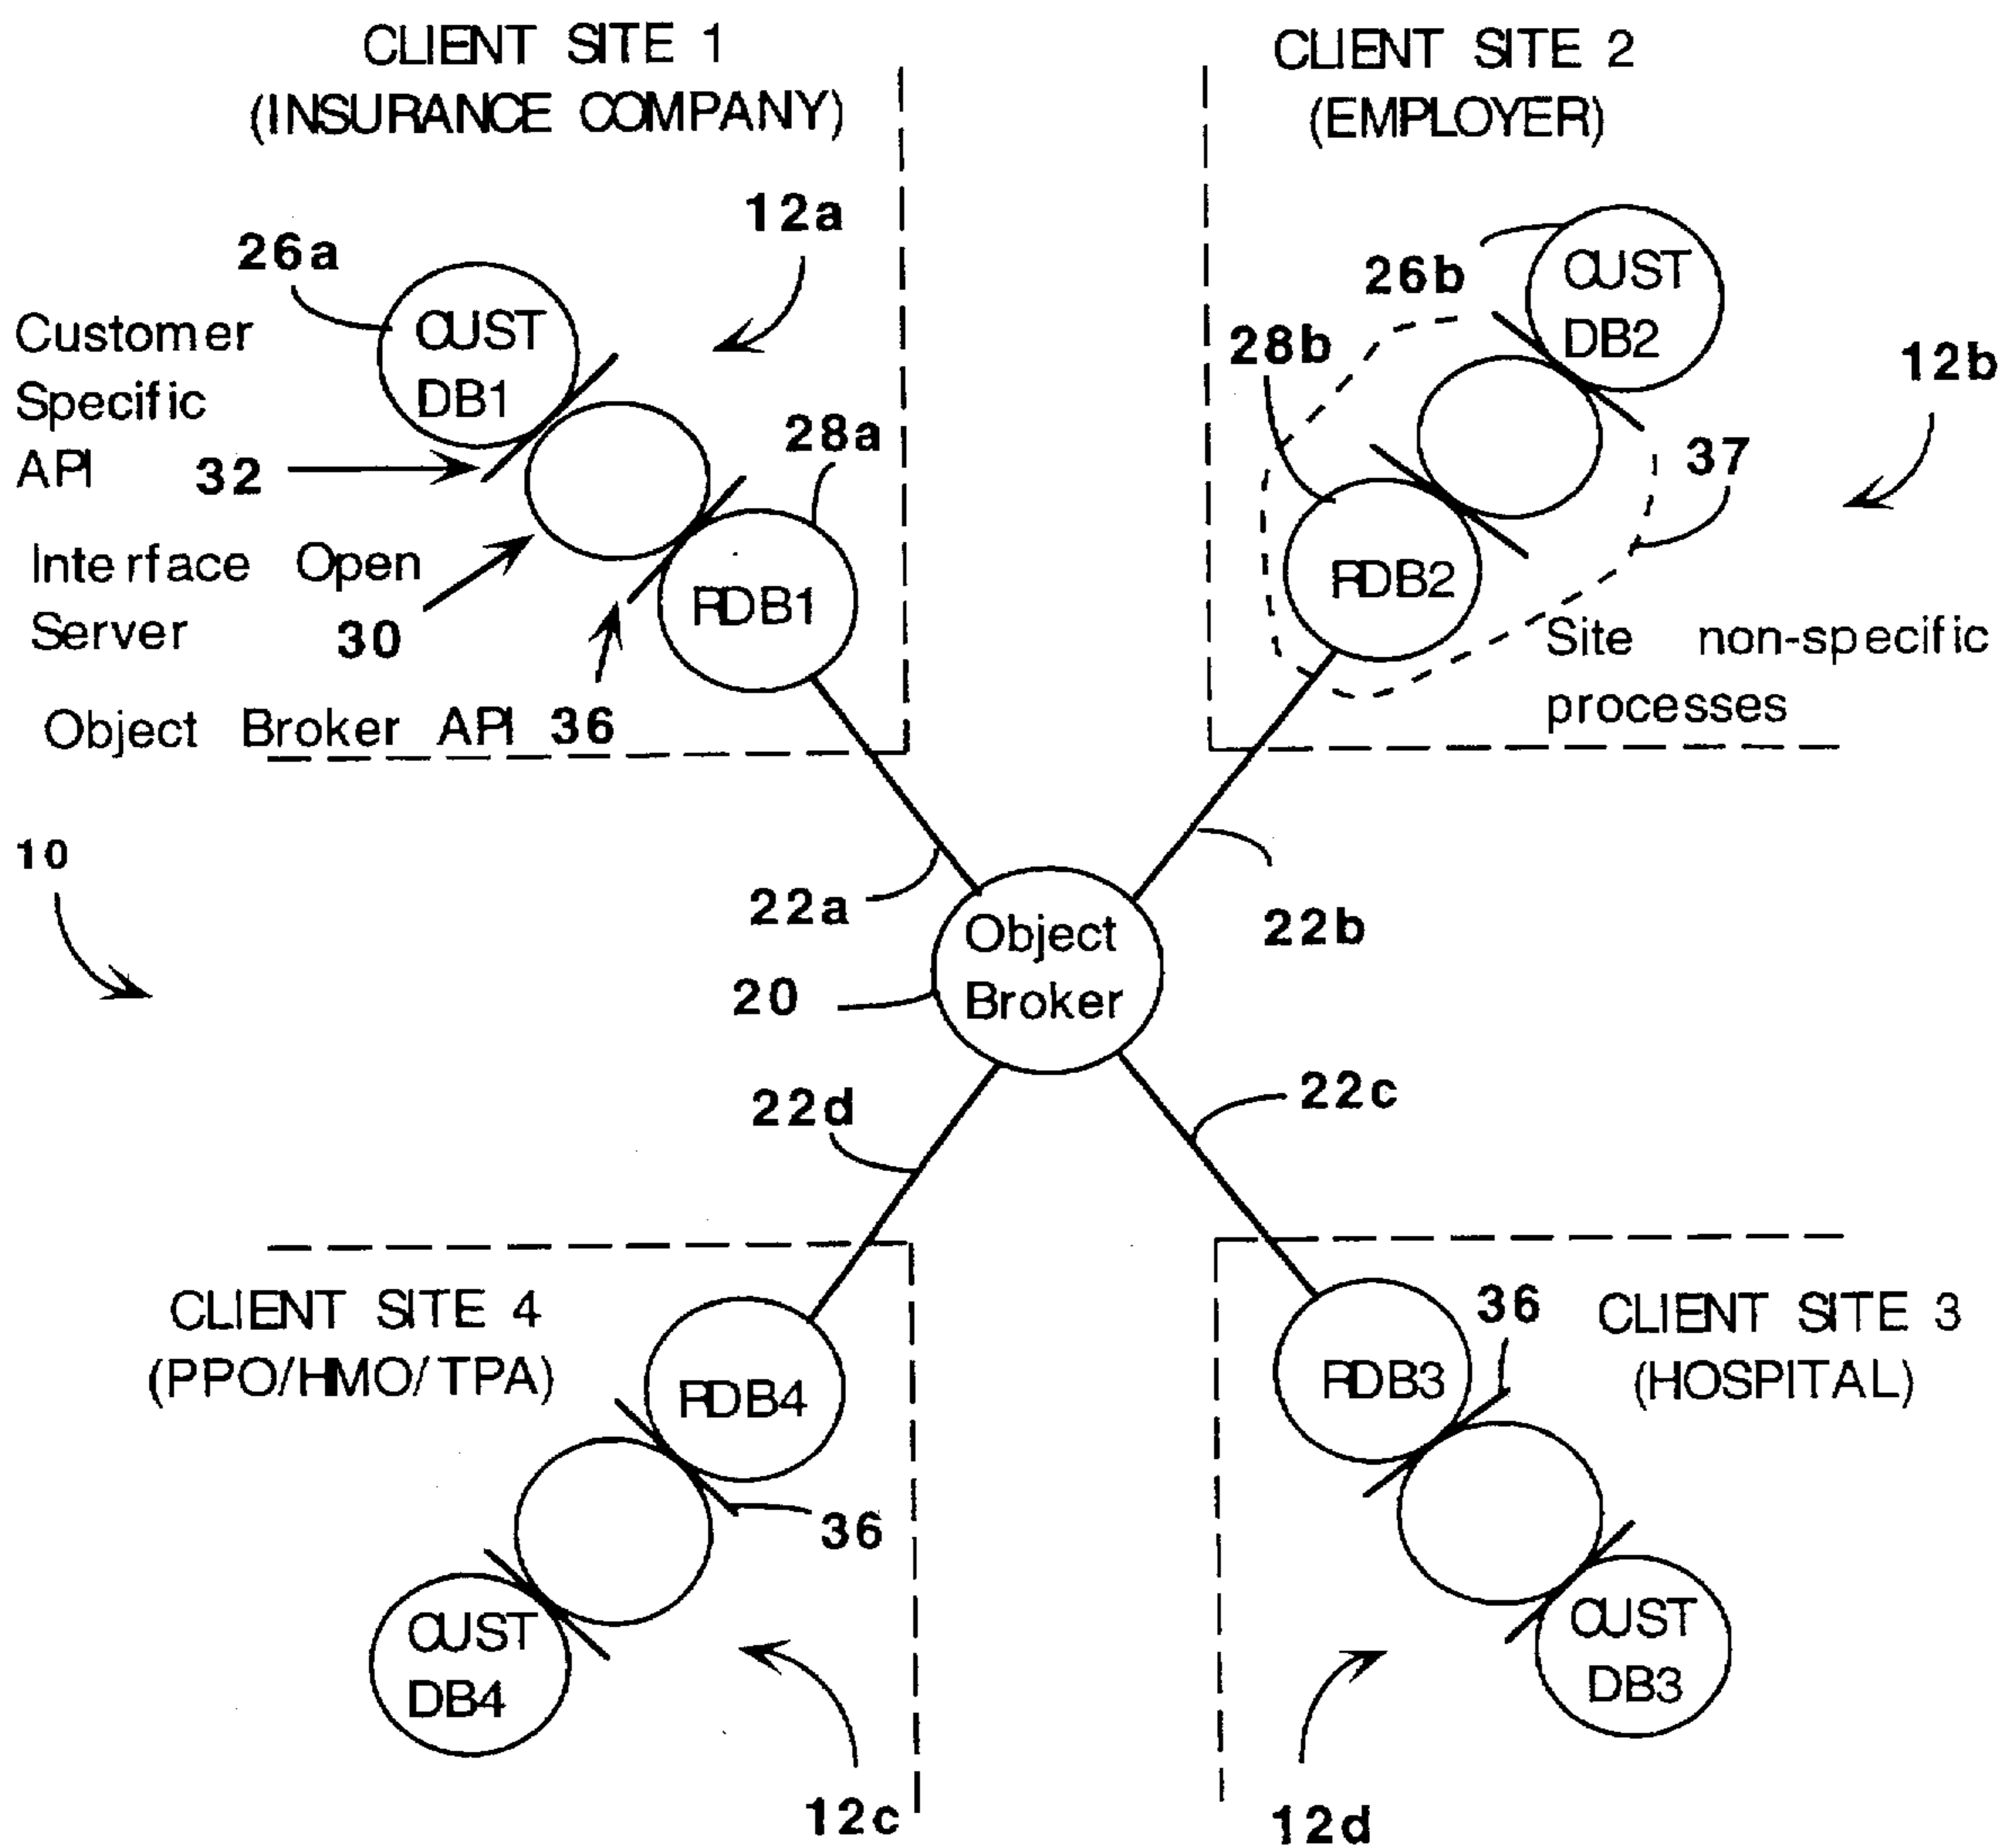 CLIENT SITE 1
(INSURANCE COMPANY)
12a
26a
CUST
DB1
Customer
Specific
API 32
28a
Interface Open
Server 30
RDB1
Object Broker API 36
CLIENT SITE 2
(EMPLOYER)
26b
CUST
DB2
28b
12b
37
RDB2
Site non-specific
processes
10
22a
22b
Object
Broker
20
22d
22c
CLIENT SITE 4
(PPO/HMO/TPA)
RDB4
36
CUST
DB4
12c
36
CLIENT SITE 3
(HOSPITAL)
RDB3
CUST
DB3
12d